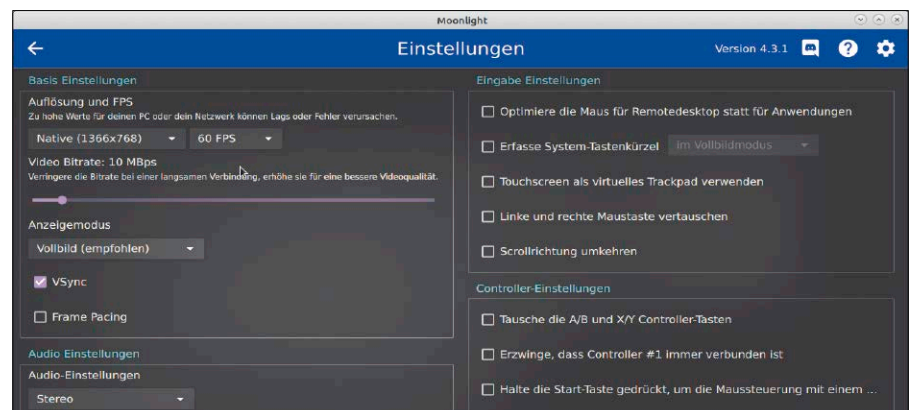 Moonlight
Einstellungen
Version 4.3.1
Basis Einstellungen
Auflösung und FPS
Zu hohe Werte für deinen PC oder dein Netzwerk können Lags oder Fehler verursachen.
Native (1366x768)
60 FPS
Video Bitrate: 10 MBps
Verringere die Bitrate bei einer langsamen Verbindung, erhöhe sie für eine bessere Videoqualität.
Anzeigemodus
Vollbild (empfohlen)
VSync
Frame Pacing
Audio Einstellungen
Audio-Einstellungen
Stereo
Eingabe Einstellungen
Optimiere die Maus für Remotedesktop statt für Anwendungen
Erfasse System-Tastenkürzel im Vollbildmodus
Touchscreen als virtuelles Trackpad verwenden
Linke und rechte Maustaste vertauschen
Scrollrichtung umkehren
Controller-Einstellungen
Tausche die A/B und X/Y Controller-Tasten
Erzwinge, dass Controller #1 immer verbunden ist
Halte die Start-Taste gedrückt, um die Maussteuerung mit einem ...